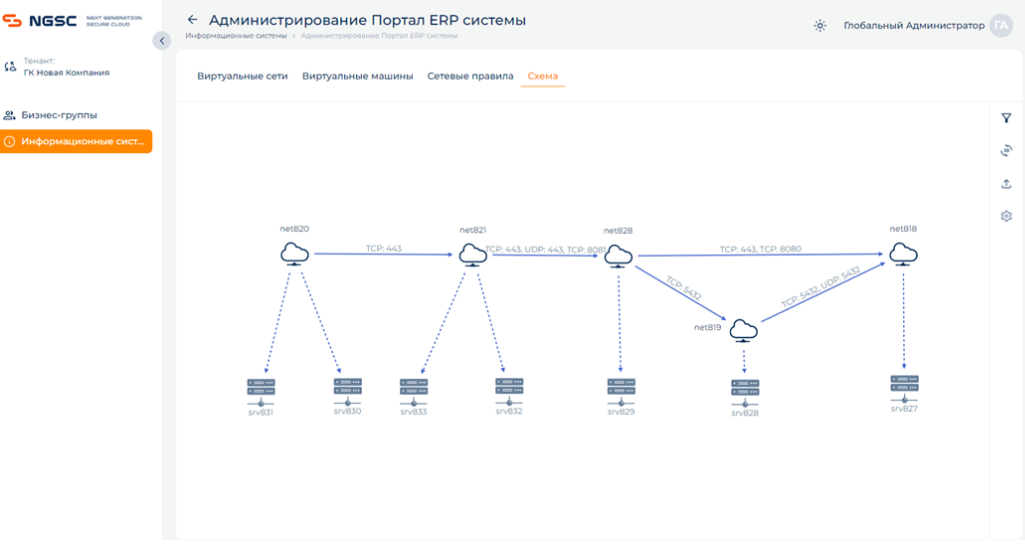 NGSC NEXT GENERATION
SECURE CLOUD
Тенант:
ГК Новая Компания
Бизнес-группы
Информационные сист...
Администрирование Портал ERP системы
Информационные системы > Администрирование Портал ERP системы
Глобальный Администратор ГА
Виртуальные сети Виртуальные машины Сетевые правила Схема
net820 net821 net828 net818
TCP: 443 TCP: 443, UDP: 443, TCP: 8081 TCP: 443, TCP: 8080
TCP: 5432 TCP: 5432, UDP: 5432
net819
srv831 srv830 srv833 srv832 srv829 srv828 srv827